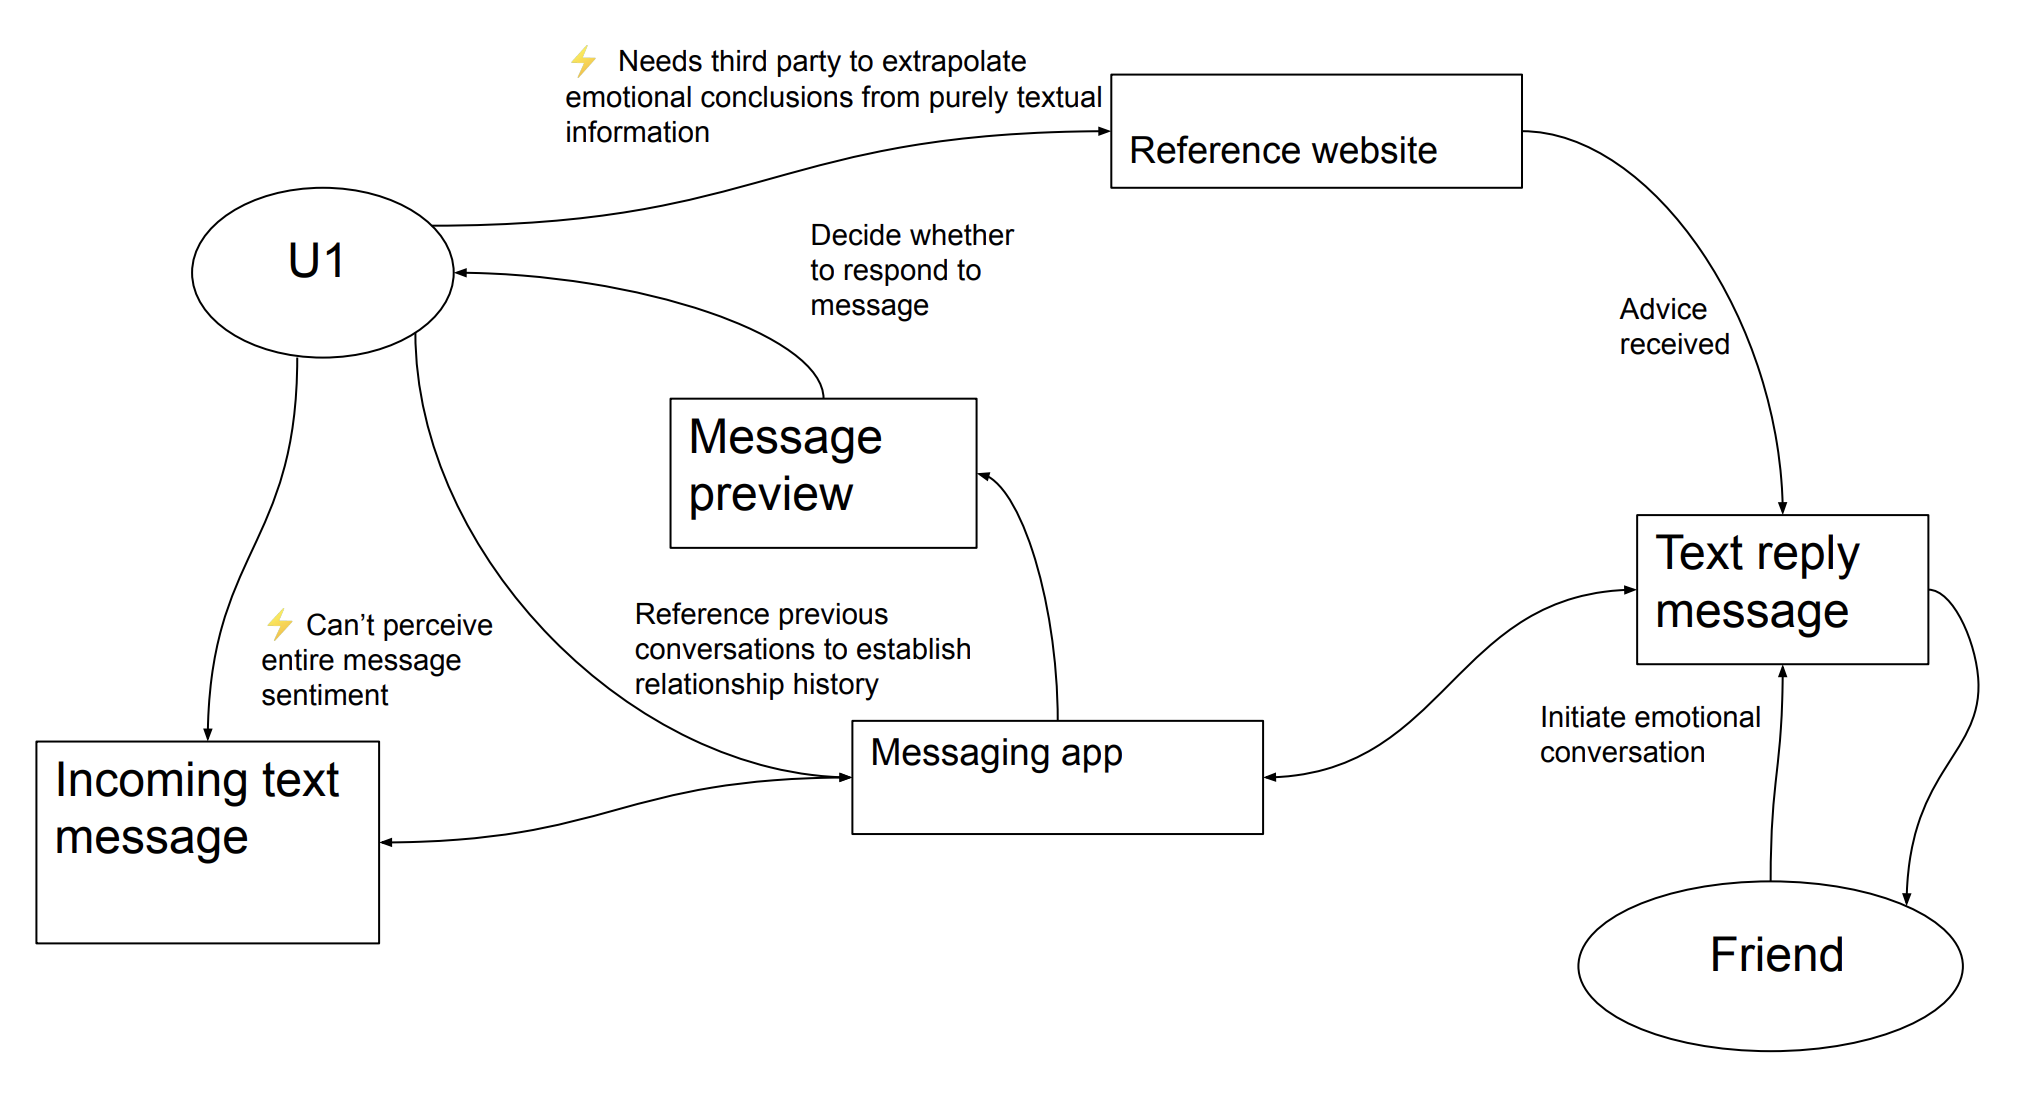 ⚡ Needs third party to extrapolate
emotional conclusions from purely textual
information
Reference website
U1
Decide whether
to respond to
message
Advice
received
Message
preview
Text reply
message
⚡ Can’t perceive
entire message
sentiment
Reference previous
conversations to establish
relationship history
Initiate emotional
conversation
Messaging app
Incoming text
message
Friend